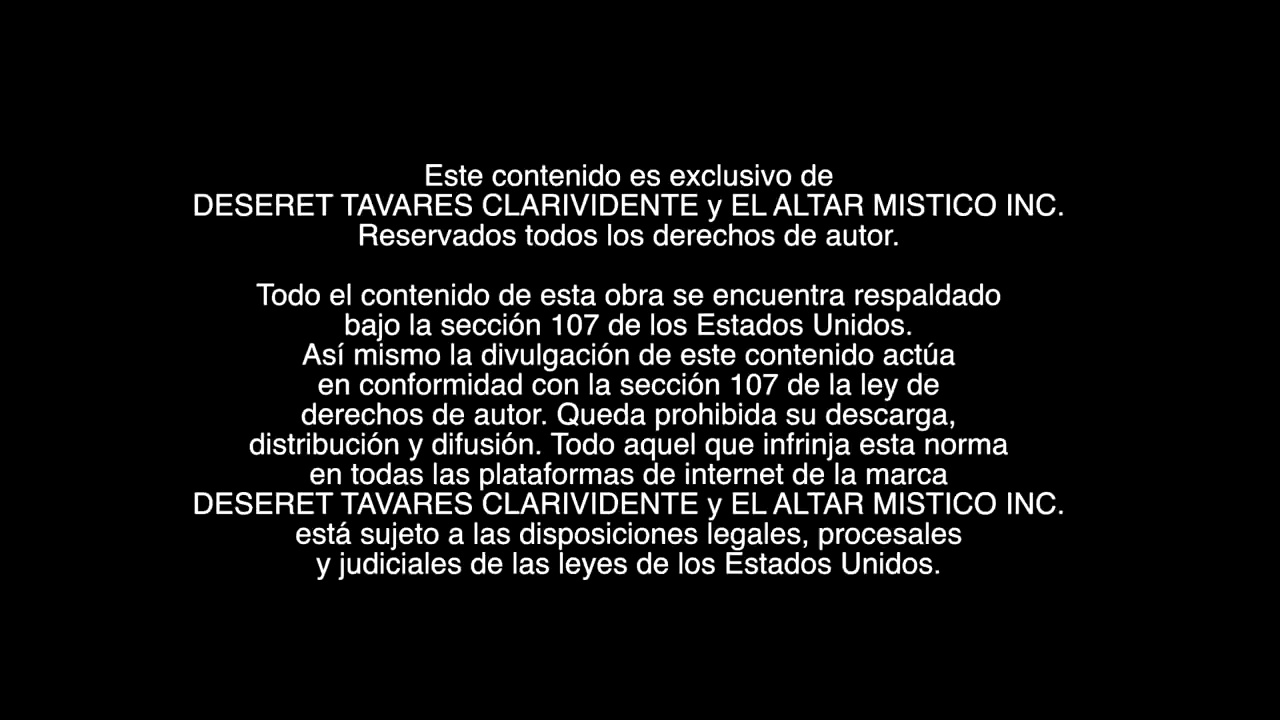 Este contenido es exclusivo de
DESERET TAVARES CLARIVIDENTE y EL ALTAR MISTICO INC.
Reservados todos los derechos de autor.
Todo el contenido de esta obra se encuentra respaldado
bajo la sección 107 de los Estados Unidos.
Así mismo la divulgación de este contenido actúa
en conformidad con la sección 107 de la ley de
derechos de autor. Queda prohibida su descarga,
distribución y difusión. Todo aquel que infrinja esta norma
en todas las plataformas de internet de la marca
DESERET TAVARES CLARIVIDENTE y EL ALTAR MISTICO INC.
está sujeto a las disposiciones legales, procesales
y judiciales de las leyes de los Estados Unidos.